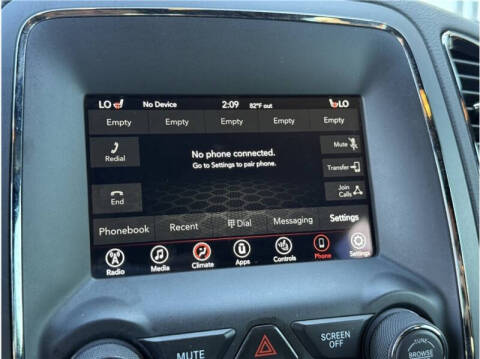 LO No Device 2:09 82°F out LO
Empty Empty Empty Empty Empty
Redial
No phone connected.
Go to Settings to pair phone.
Mute
Transfer
End
Join
Calls
Phonebook Recent Dial Messaging Settings
Radio Media Climate Apps Controls Phone Settings
MUTE
SCREEN
OFF
TUNE
BROWSE